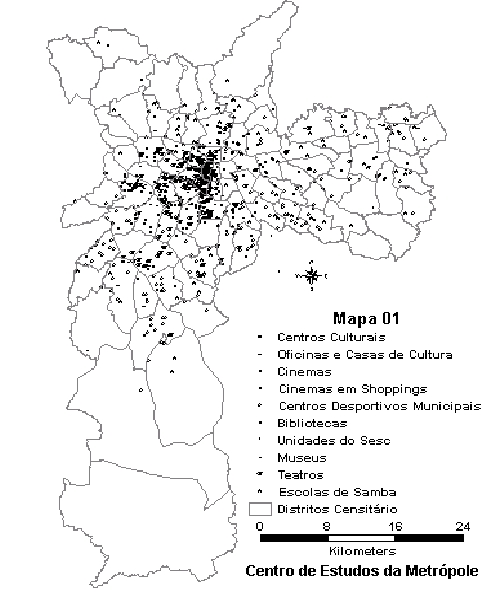 Mapa 01
Centros Culturais
Oficinas e Casas de Cultura
Cinemas
Cinemas em Shoppings
Centros Desportivos Municipais
Bibliotecas
Unidades do Sesc
Museus
Teatros
Escolas de Samba
Distritos Censitário
0 8 16 24
Kilometers
Centro de Estudos da Metrópole